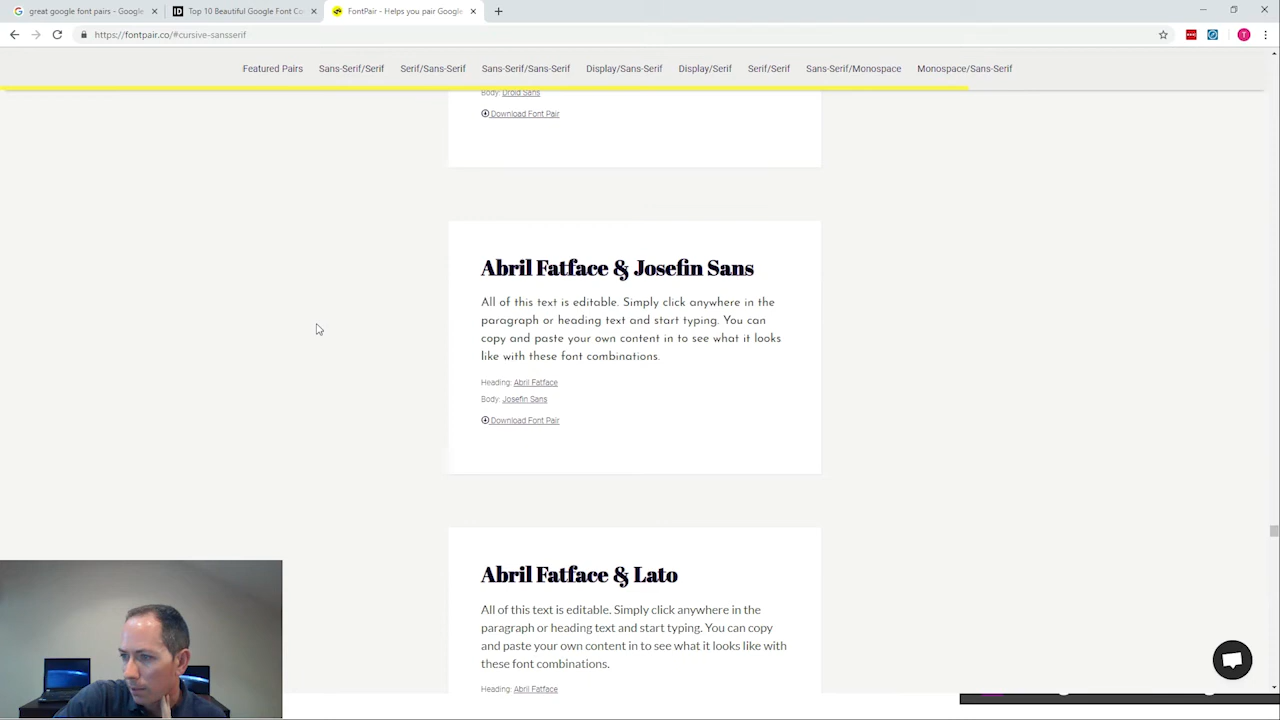 great google font pairs - Google
Top 10 Beautiful Google Font Co
FontPair - Helps you pair Google
https://fontpair.co/#cursive-sansserif
T
Featured Pairs
Sans-Serif/Serif
Serif/Sans-Serif
Sans-Serif/Sans-Serif
Display/Sans-Serif
Display/Serif
Serif/Serif
Sans-Serif/Monospace
Monospace/Sans-Serif
Body: Droid Sans
Download Font Pair
Abril Fatface & Josefin Sans
All of this text is editable. Simply click anywhere in the
paragraph or heading text and start typing. You can
copy and paste your own content in to see what it looks
like with these font combinations.
Heading: Abril Fatface
Body: Josefin Sans
Download Font Pair
Abril Fatface & Lato
All of this text is editable. Simply click anywhere in the
paragraph or heading text and start typing. You can copy
and paste your own content in to see what it looks like with
these font combinations.
Heading: Abril Fatface